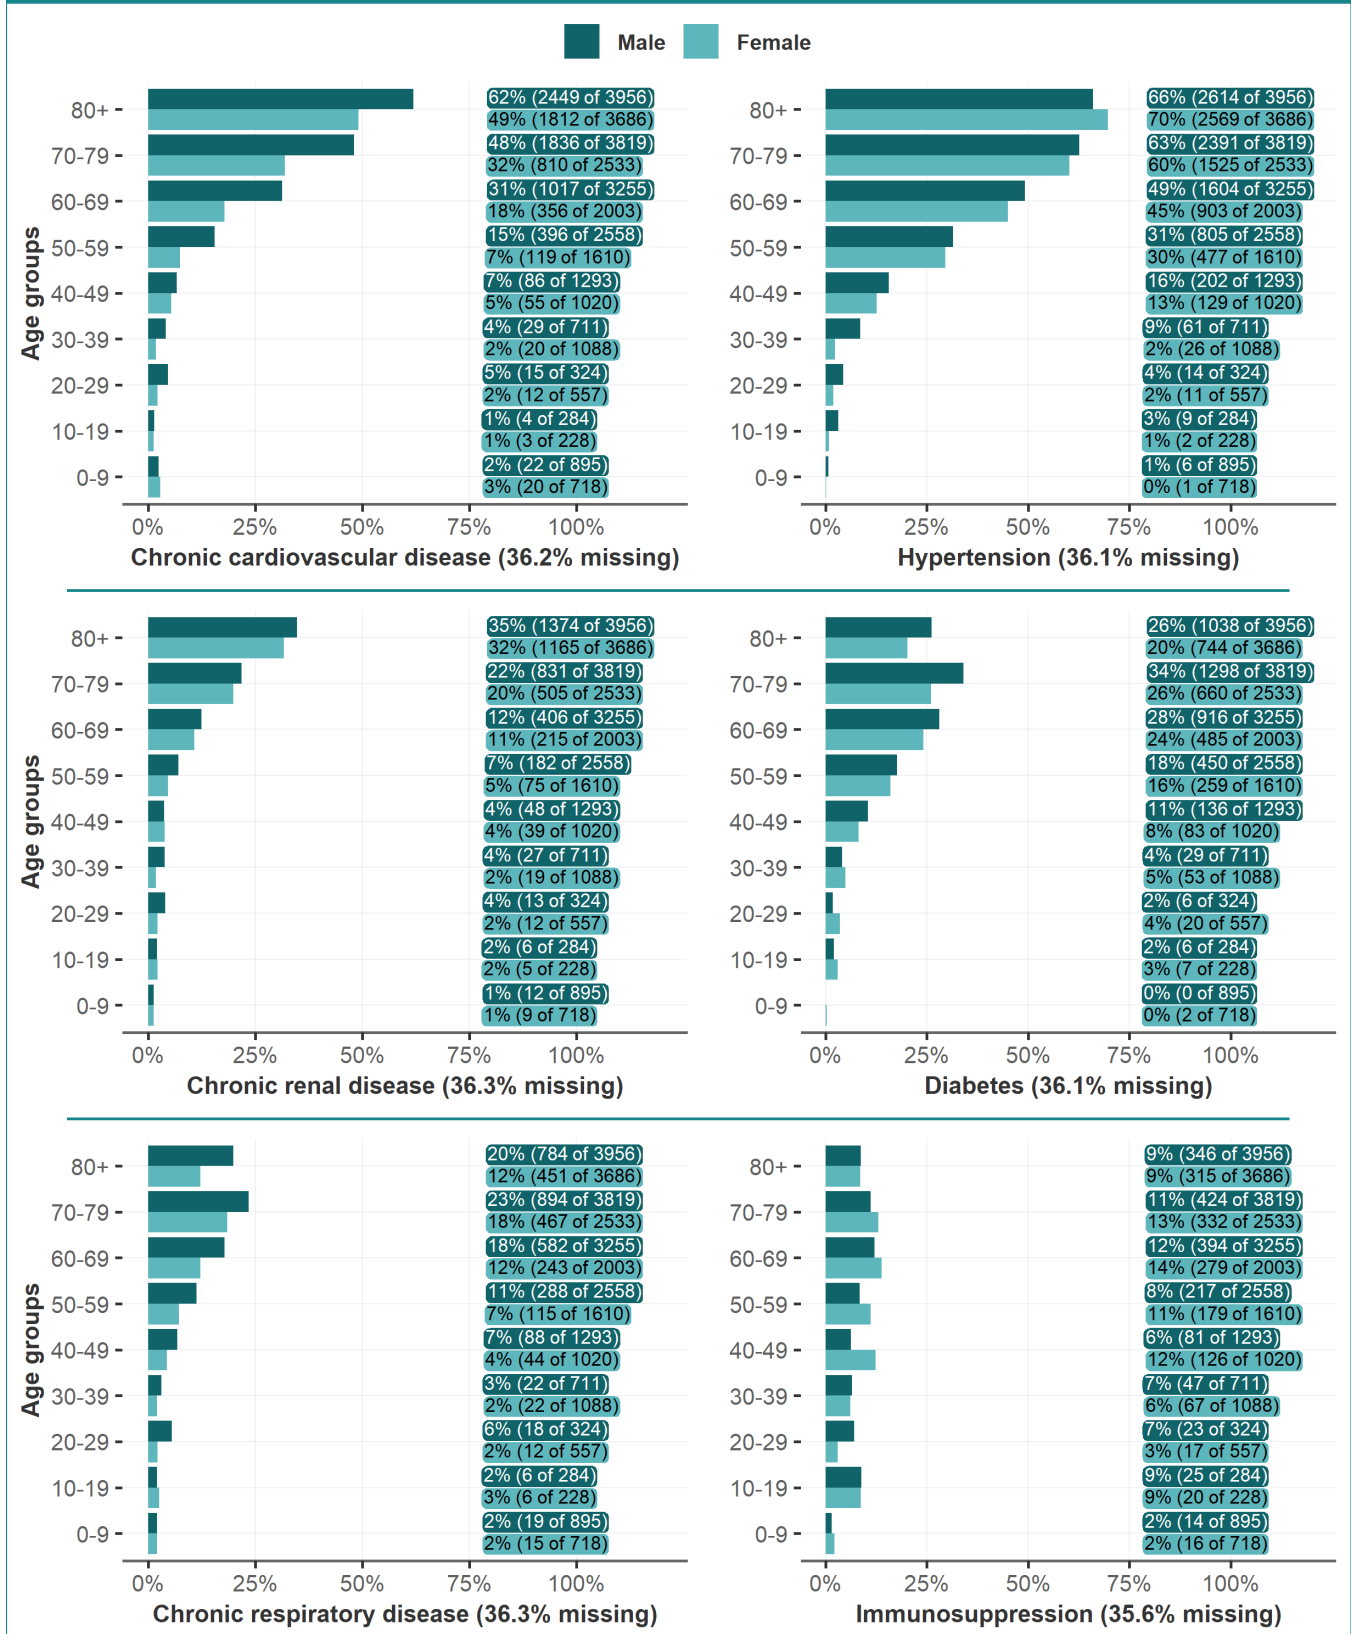 Male Female
80+
70-79
60-69
50-59
40-49
30-39
20-29
10-19
0-9
Age groups
62% (2449 of 3956)
49% (1812 of 3686)
48% (1836 of 3819)
32% (810 of 2533)
31% (1017 of 3255)
18% (356 of 2003)
15% (396 of 2558)
7% (119 of 1610)
7% (86 of 1293)
5% (55 of 1020)
4% (29 of 711)
2% (20 of 1088)
5% (15 of 324)
2% (12 of 557)
1% (4 of 284)
1% (3 of 228)
2% (22 of 895)
3% (20 of 718)
0% 25% 50% 75% 100%
Chronic cardiovascular disease (36.2% missing)
80+
70-79
60-69
50-59
40-49
30-39
20-29
10-19
0-9
66% (2614 of 3956)
70% (2569 of 3686)
63% (2391 of 3819)
60% (1525 of 2533)
49% (1604 of 3255)
45% (903 of 2003)
31% (805 of 2558)
30% (477 of 1610)
16% (202 of 1293)
13% (129 of 1020)
9% (61 of 711)
2% (26 of 1088)
4% (14 of 324)
2% (11 of 557)
3% (9 of 284)
1% (2 of 228)
1% (6 of 895)
0% (1 of 718)
0% 25% 50% 75% 100%
Hypertension (36.1% missing)
80+
70-79
60-69
50-59
40-49
30-39
20-29
10-19
0-9
Age groups
35% (1374 of 3956)
32% (1165 of 3686)
22% (831 of 3819)
20% (505 of 2533)
12% (406 of 3255)
11% (215 of 2003)
7% (182 of 2558)
5% (75 of 1610)
4% (48 of 1293)
4% (39 of 1020)
4% (27 of 711)
2% (19 of 1088)
4% (13 of 324)
2% (12 of 557)
2% (6 of 284)
2% (5 of 228)
1% (12 of 895)
1% (9 of 718)
0% 25% 50% 75% 100%
Chronic renal disease (36.3% missing)
80+
70-79
60-69
50-59
40-49
30-39
20-29
10-19
0-9
26% (1038 of 3956)
20% (744 of 3686)
34% (1298 of 3819)
26% (660 of 2533)
28% (916 of 3255)
24% (485 of 2003)
18% (450 of 2558)
16% (259 of 1610)
11% (136 of 1293)
8% (83 of 1020)
4% (29 of 711)
5% (53 of 1088)
2% (6 of 324)
4% (20 of 557)
2% (6 of 284)
3% (7 of 228)
0% (0 of 895)
0% (2 of 718)
0% 25% 50% 75% 100%
Diabetes (36.1% missing)
80+
70-79
60-69
50-59
40-49
30-39
20-29
10-19
0-9
Age groups
20% (784 of 3956)
12% (451 of 3686)
23% (894 of 3819)
18% (467 of 2533)
18% (582 of 3255)
12% (243 of 2003)
11% (288 of 2558)
7% (115 of 1610)
7% (88 of 1293)
4% (44 of 1020)
3% (22 of 711)
2% (22 of 1088)
6% (18 of 324)
2% (12 of 557)
2% (6 of 284)
3% (6 of 228)
2% (19 of 895)
2% (15 of 718)
0% 25% 50% 75% 100%
Chronic respiratory disease (36.3% missing)
80+
70-79
60-69
50-59
40-49
30-39
20-29
10-19
0-9
9% (346 of 3956)
9% (315 of 3686)
11% (424 of 3819)
13% (332 of 2533)
12% (394 of 3255)
14% (279 of 2003)
8% (217 of 2558)
11% (179 of 1610)
6% (81 of 1293)
12% (126 of 1020)
7% (47 of 711)
6% (67 of 1088)
7% (23 of 324)
3% (17 of 557)
9% (25 of 284)
9% (20 of 228)
2% (14 of 895)
2% (16 of 718)
0% 25% 50% 75% 100%
Immunosuppression (35.6% missing)